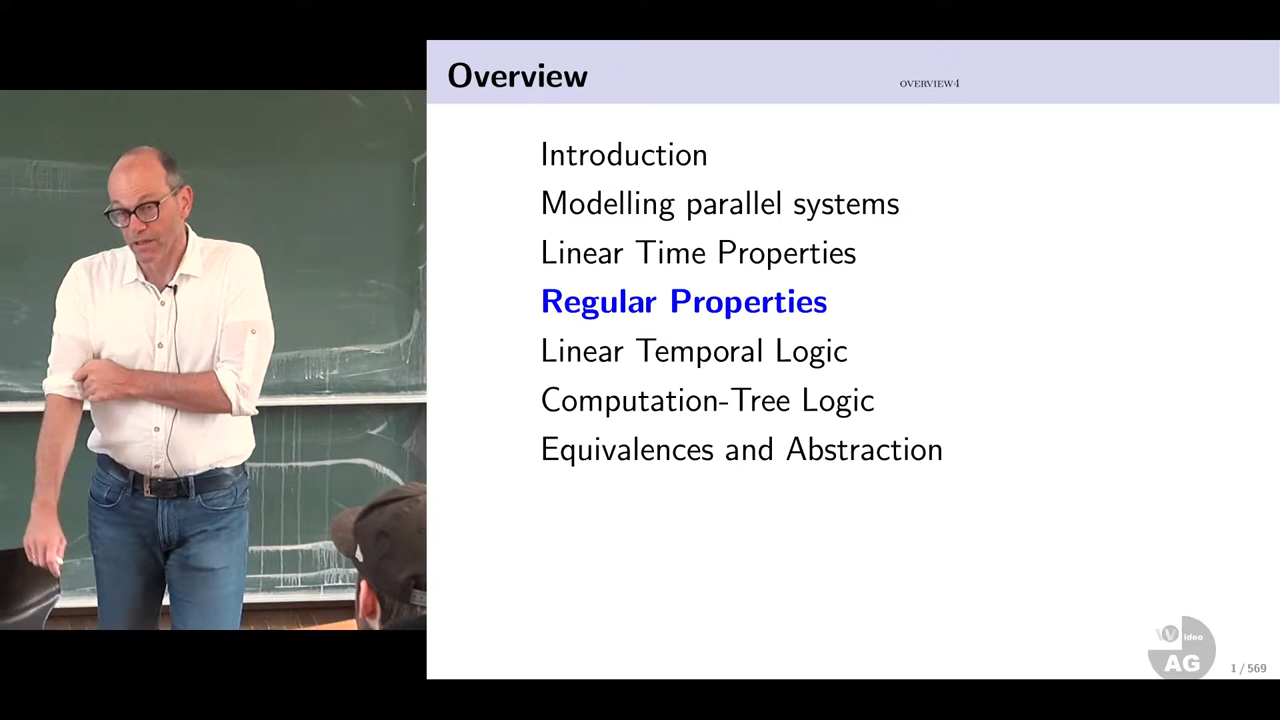 Overview
OVERVIEW4
Introduction
Modelling parallel systems
Linear Time Properties
Regular Properties
Linear Temporal Logic
Computation-Tree Logic
Equivalences and Abstraction
Video
AG
1 / 569